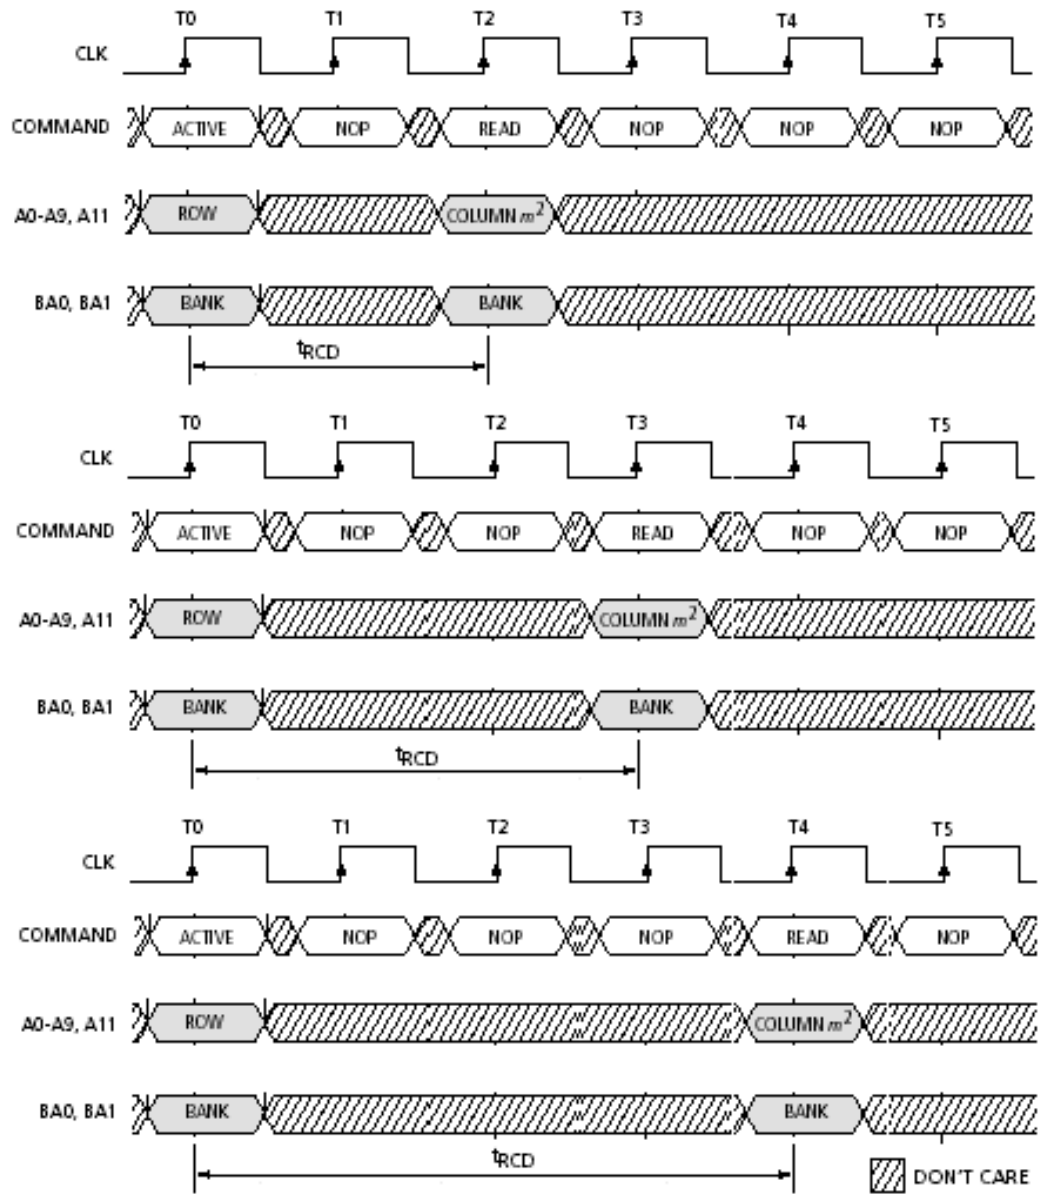 T0 T1 T2 T3 T4 T5
CLK
COMMAND ACTIVE NOP READ NOP NOP NOP
A0-A9, A11 ROW COLUMN m2
BA0, BA1 BANK BANK
tRCD
T0 T1 T2 T3 T4 T5
CLK
COMMAND ACTIVE NOP NOP READ NOP NOP
A0-A9, A11 ROW COLUMN m2
BA0, BA1 BANK BANK
tRCD
T0 T1 T2 T3 T4 T5
CLK
COMMAND ACTIVE NOP NOP NOP READ NOP
A0-A9, A11 ROW COLUMN m2
BA0, BA1 BANK BANK
tRCD
DON'T CARE